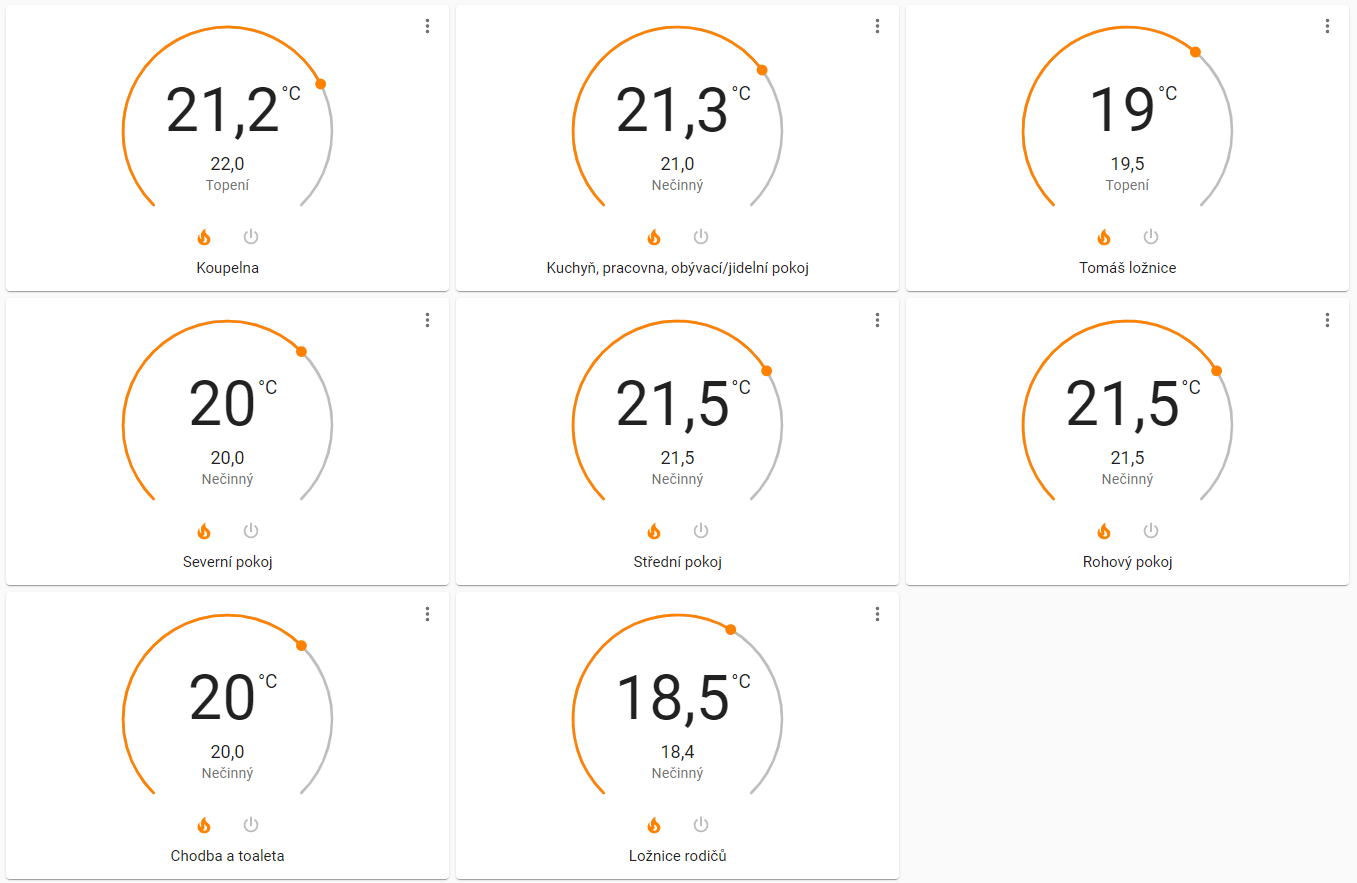 21,2 °C
22,0
Topení
Koupelna
21,3 °C
21,0
Nečinný
Kuchyň, pracovna, obývací/jidelní pokoj
19 °C
19,5
Topení
Tomáš ložnice
20 °C
20,0
Nečinný
Severní pokoj
21,5 °C
21,5
Nečinný
Střední pokoj
21,5 °C
21,5
Nečinný
Rohový pokoj
20 °C
20,0
Nečinný
Chodba a toaleta
18,5 °C
18,4
Nečinný
Ložnice rodičů